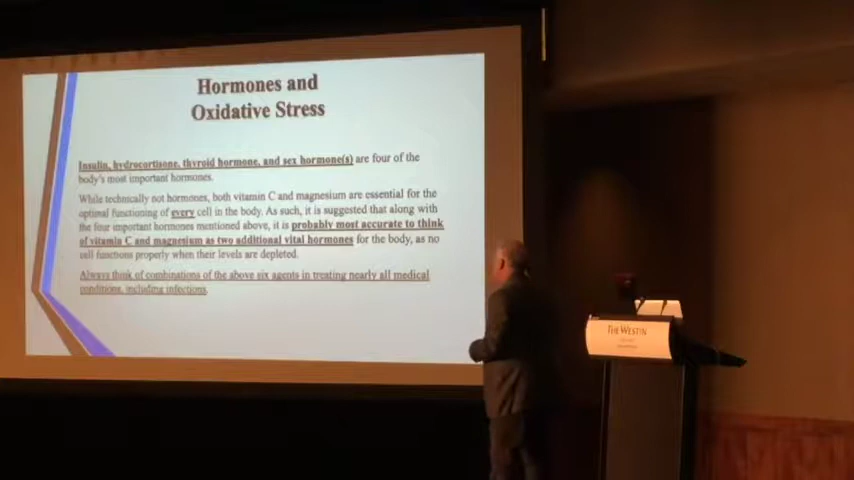 Hormones and
Oxidative Stress
Insulin, hydrocortisone, thyroid hormone, and sex hormone(s) are four of the
body's most important hormones.
While technically not hormones, both vitamin C and magnesium are essential for the
optimal functioning of every cell in the body. As such, it is suggested that along with
the four important hormones mentioned above, it is probably most accurate to think
of vitamin C and magnesium as two additional vital hormones for the body, as no
cell functions properly when their levels are depleted.
Always think of combinations of the above six agents in treating nearly all medical
conditions, including infections.
THE WESTIN